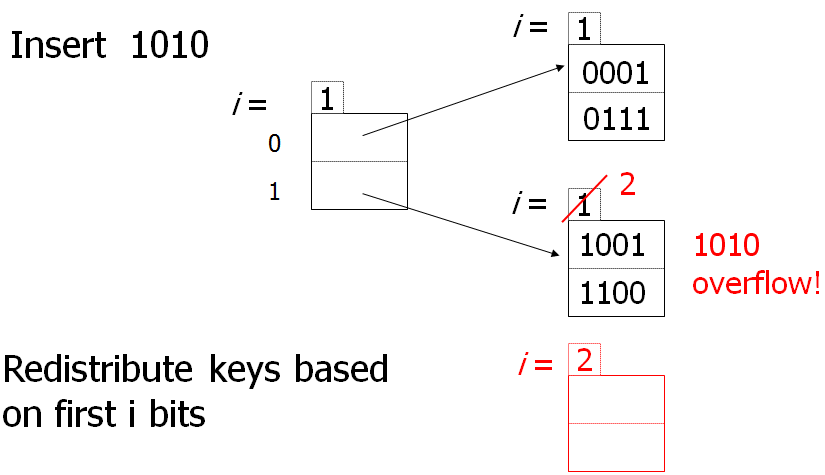 Insert 1010
i = 1
0
1
i = 1
0001
0111
i = 1 2
1001
1100
1010
overflow!
Redistribute keys based
on first i bits
i = 2